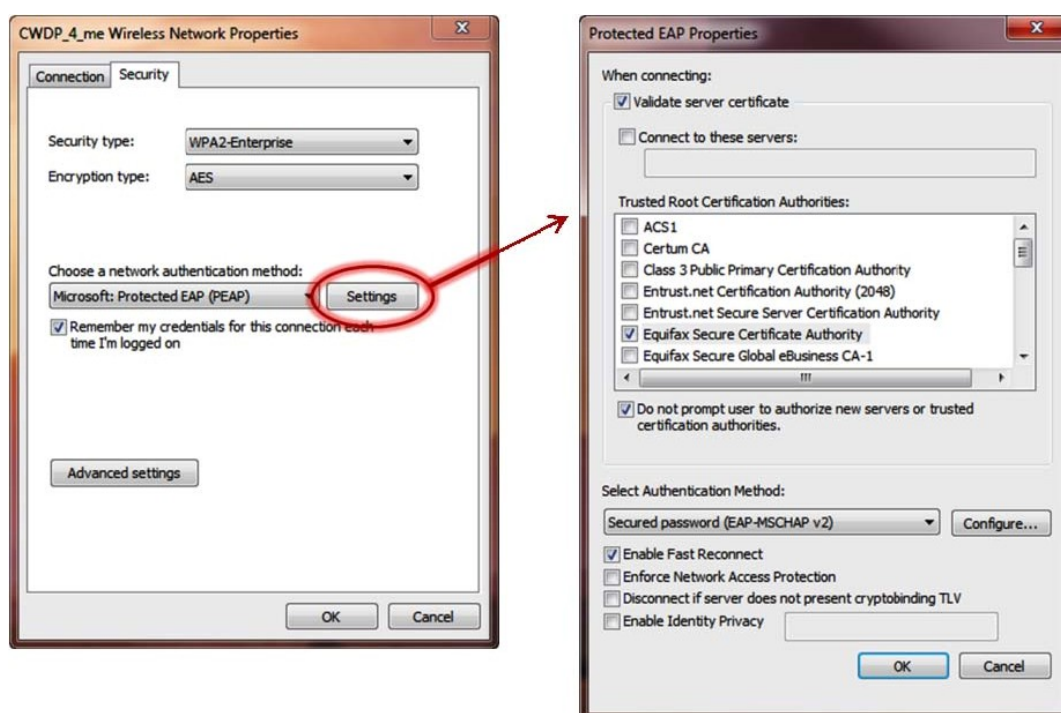 CWDP_4_me Wireless Network Properties
Connection Security
Security type: WPA2-Enterprise
Encryption type: AES
Choose a network authentication method:
Microsoft: Protected EAP (PEAP) Settings
Remember my credentials for this connection each
time I'm logged on
Advanced settings
OK Cancel
Protected EAP Properties
When connecting:
Validate server certificate
Connect to these servers:
Trusted Root Certification Authorities:
ACS1
Certum CA
Class 3 Public Primary Certification Authority
Entrust.net Certification Authority (2048)
Entrust.net Secure Server Certification Authority
Equifax Secure Certificate Authority
Equifax Secure Global eBusiness CA-1
Do not prompt user to authorize new servers or trusted
certification authorities.
Select Authentication Method:
Secured password (EAP-MSCHAP v2) Configure...
Enable Fast Reconnect
Enforce Network Access Protection
Disconnect if server does not present cryptobinding TLV
Enable Identity Privacy
OK Cancel